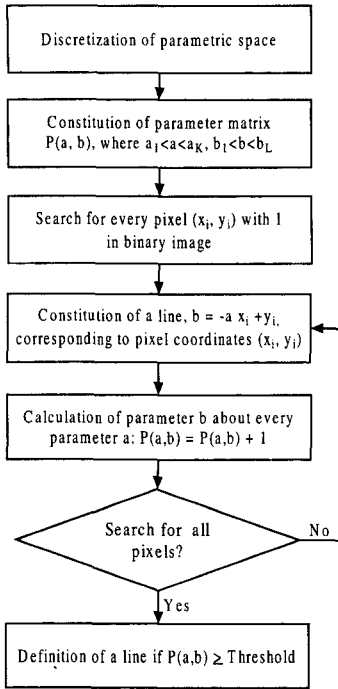 Discretization of parametric space
Constitution of parameter matrix
P(a, b), where a₁<a<a_K, b₁<b<b_L
Search for every pixel (xᵢ, yᵢ) with 1
in binary image
Constitution of a line, b = -a xᵢ +yᵢ,
corresponding to pixel coordinates (xᵢ, yᵢ)
Calculation of parameter b about every
parameter a: P(a,b) = P(a,b) + 1
Search for all
pixels?
No
Yes
Definition of a line if P(a,b) ≥ Threshold